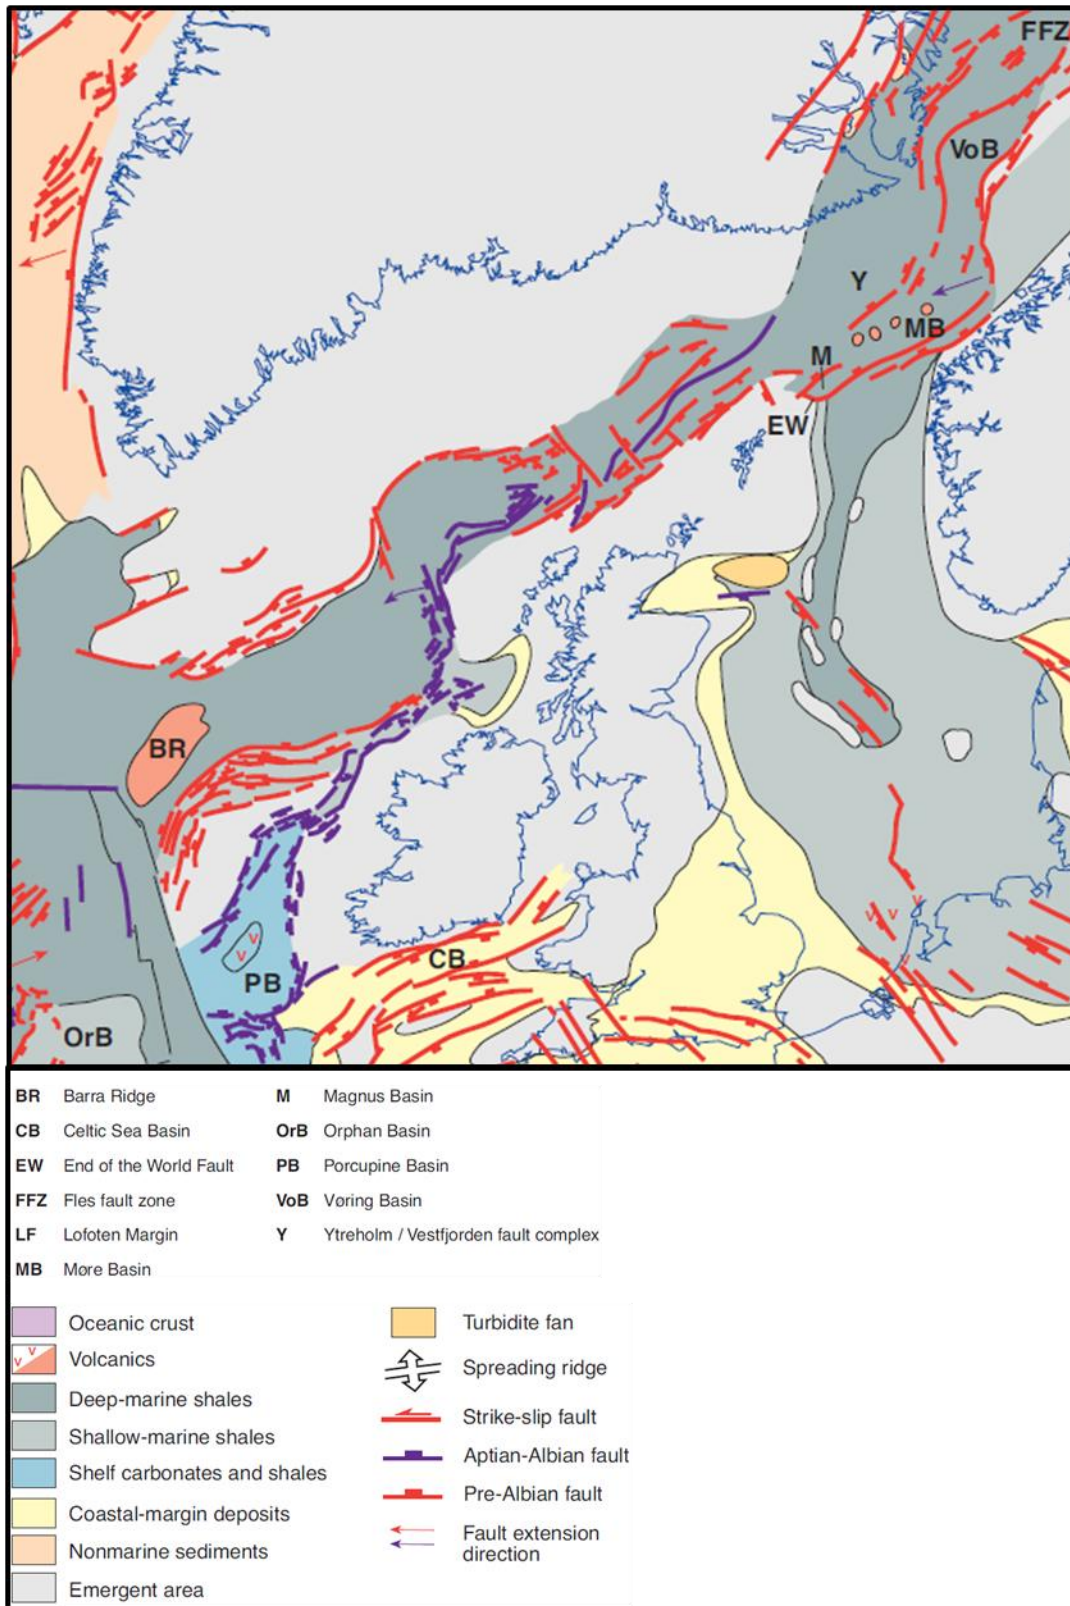 FFZ
VoB
Y
MB
M
EW
BR
v
v
v
v
v
v
v
CB
PB
OrB
BR Barra Ridge
M Magnus Basin
CB Celtic Sea Basin
OrB Orphan Basin
EW End of the World Fault
PB Porcupine Basin
FFZ Fles fault zone
VoB Vøring Basin
LF Lofoten Margin
Y Ytreholm / Vestfjorden fault complex
MB Møre Basin
Oceanic crust
Turbidite fan
v
v
Volcanics
Spreading ridge
Deep-marine shales
Strike-slip fault
Shallow-marine shales
Aptian-Albian fault
Shelf carbonates and shales
Pre-Albian fault
Coastal-margin deposits
Fault extension
direction
Nonmarine sediments
Emergent area